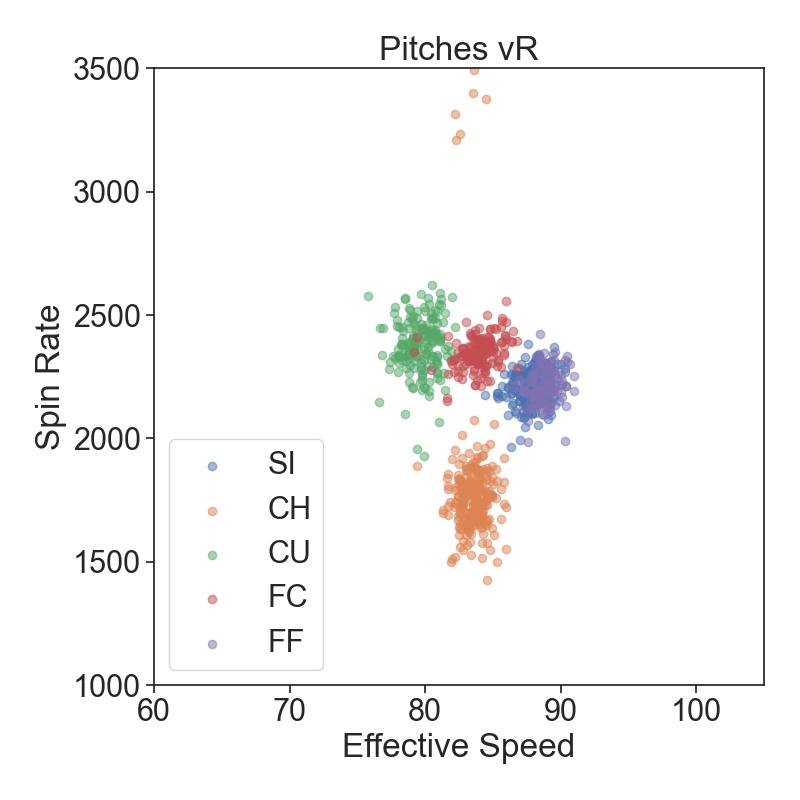 Pitches vR
3500
3000
2500
2000
1500
1000
Spin Rate
SI
CH
CU
FC
FF
60 70 80 90 100
Effective Speed